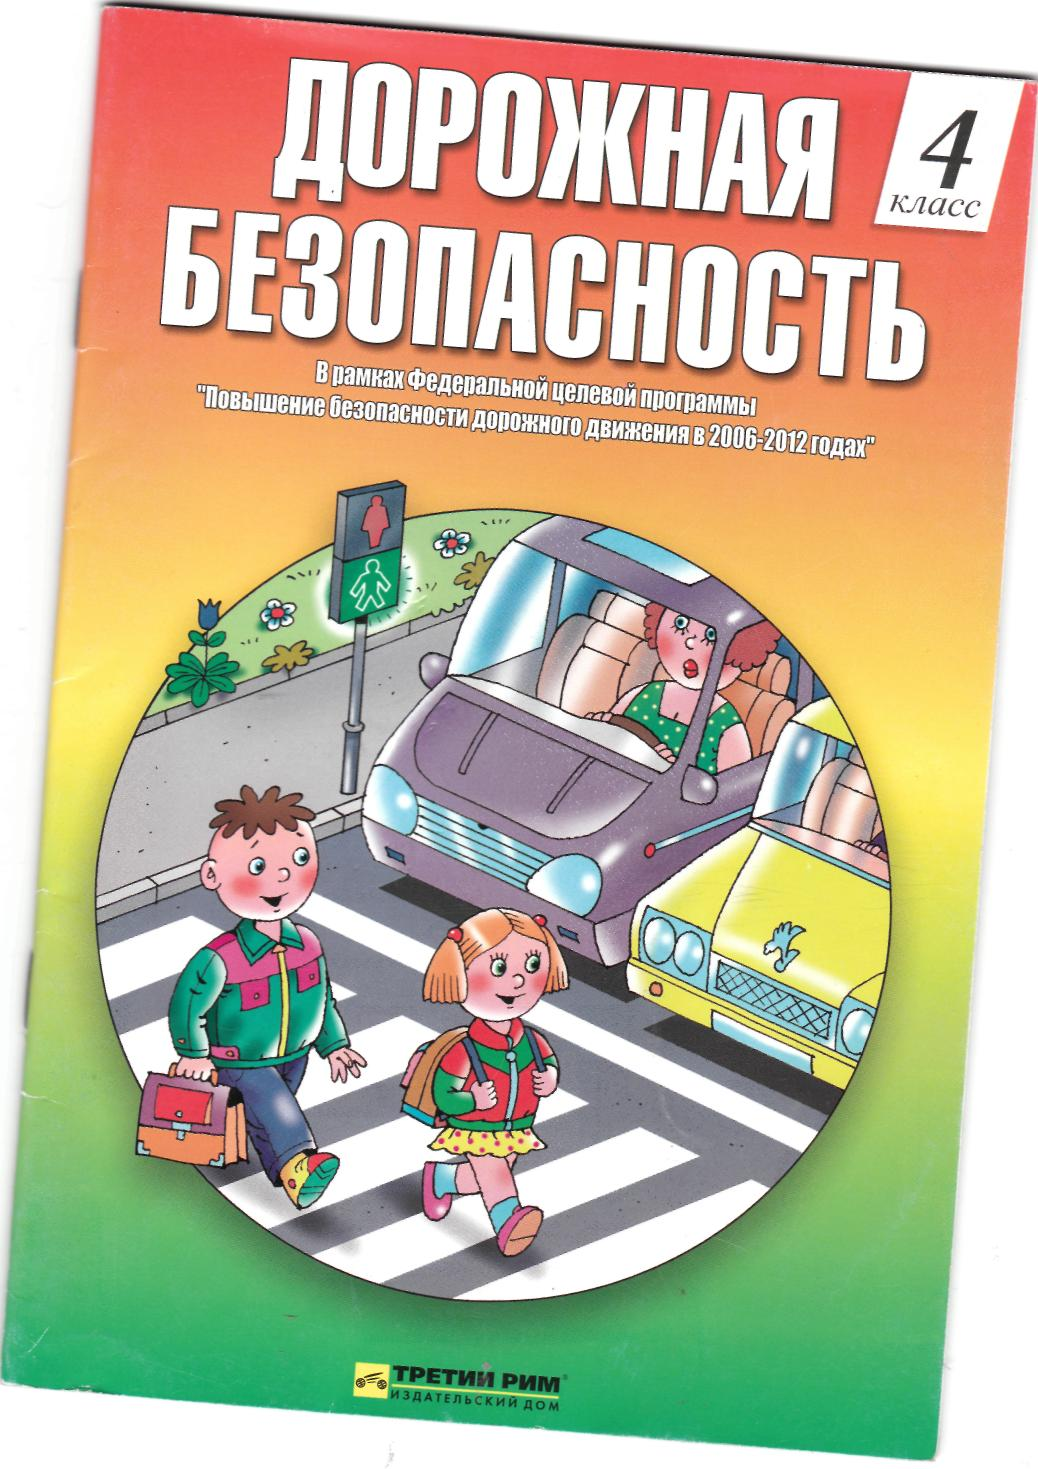 ДОРОЖНАЯ
БЕЗОПАСНОСТЬ
4
класс
В рамках Федеральной целевой программы
"Повышение безопасности дорожного движения в 2006-2012 годах"
ТРЕТИЙ РИМ®
ИЗДАТЕЛЬСКИЙ ДОМ